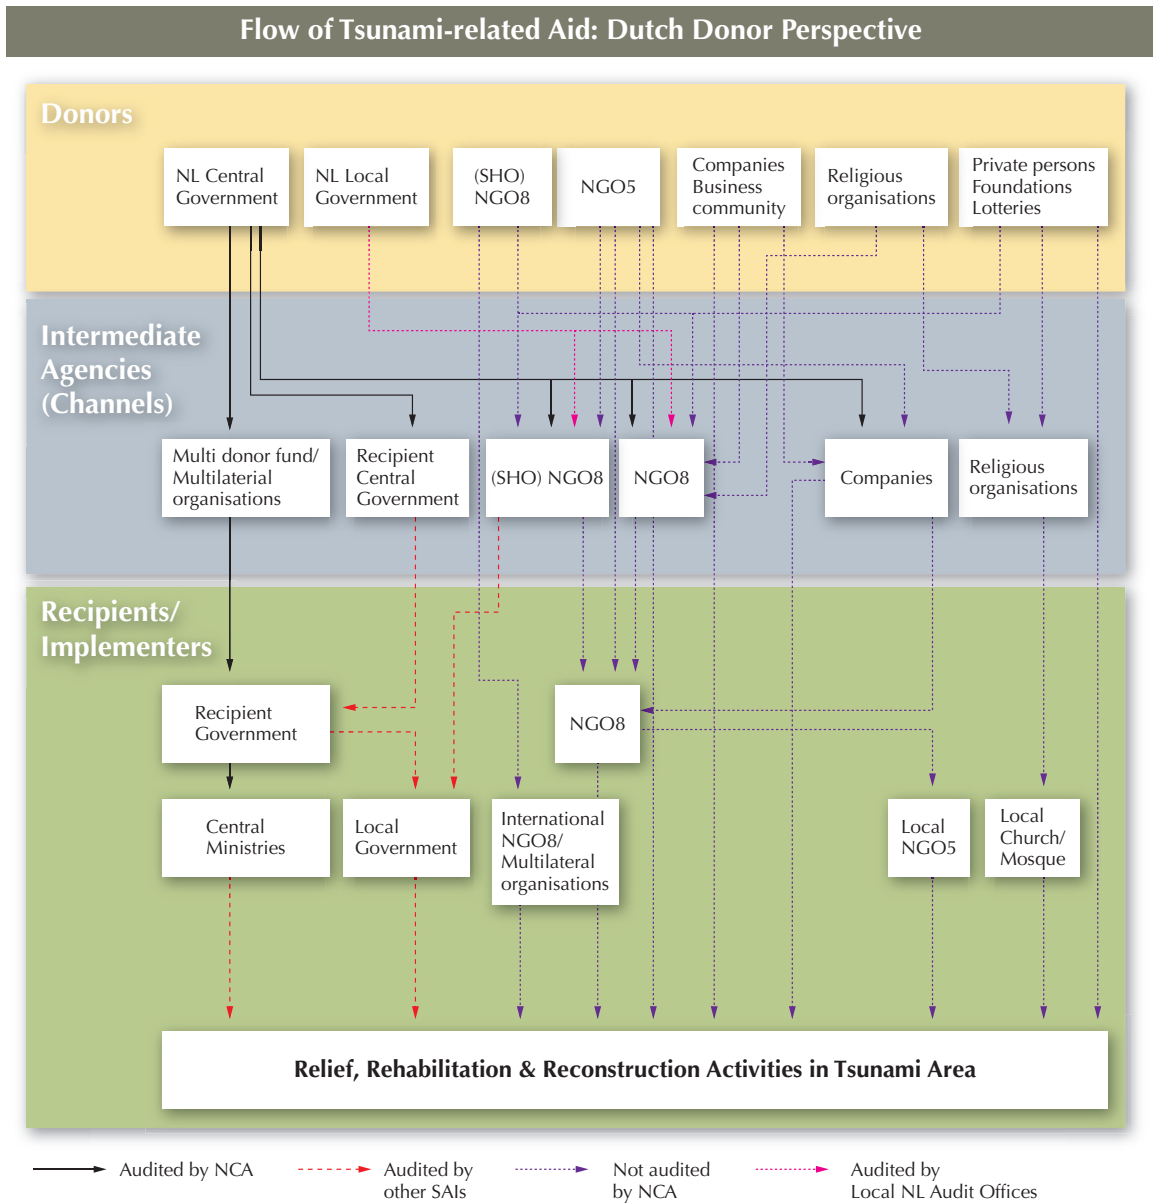 Flow of Tsunami-related Aid: Dutch Donor Perspective
Donors
NL Central
Government
NL Local
Government
(SHO)
NGO8
NGO5
Companies
Business
community
Religious
organisations
Private persons
Foundations
Lotteries
Intermediate
Agencies
(Channels)
Multi donor fund/
Multilaterial
organisations
Recipient
Central
Government
(SHO) NGO8
NGO8
Companies
Religious
organisations
Recipients/
Implementers
Recipient
Government
NGO8
Central
Ministries
Local
Government
International
NGO8/
Multilateral
organisations
Local
NGO5
Local
Church/
Mosque
Relief, Rehabilitation & Reconstruction Activities in Tsunami Area
Audited by NCA
Audited by
other SAIs
Not audited
by NCA
Audited by
Local NL Audit Offices